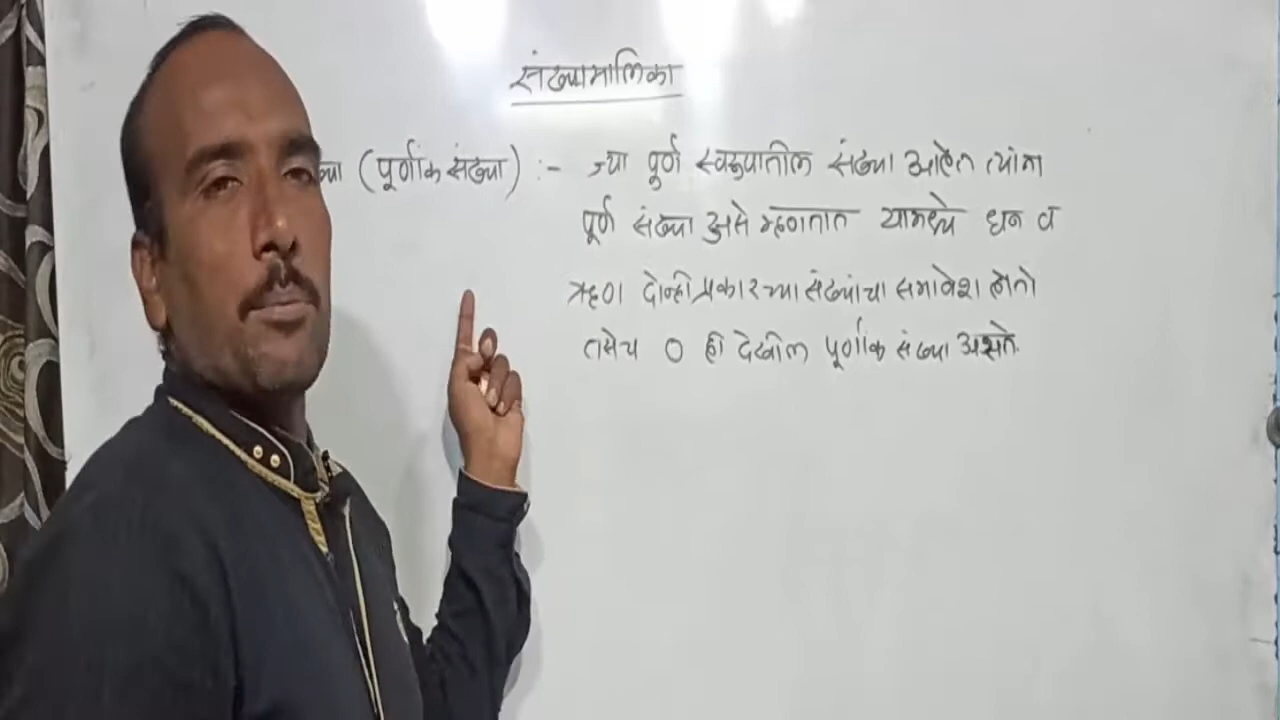 संख्यामालिका
ख्या (पूर्णांक संख्या) :- ज्या पुर्ण स्वरुपातील संख्या आहेत त्यांना
पूर्ण संख्या असे म्हणतात यामध्ये धन व
ऋण दोन्ही प्रकारच्या संख्यांचा समावेश होतो
तसेच 0 ही देखील पूर्णांक संख्या असते.